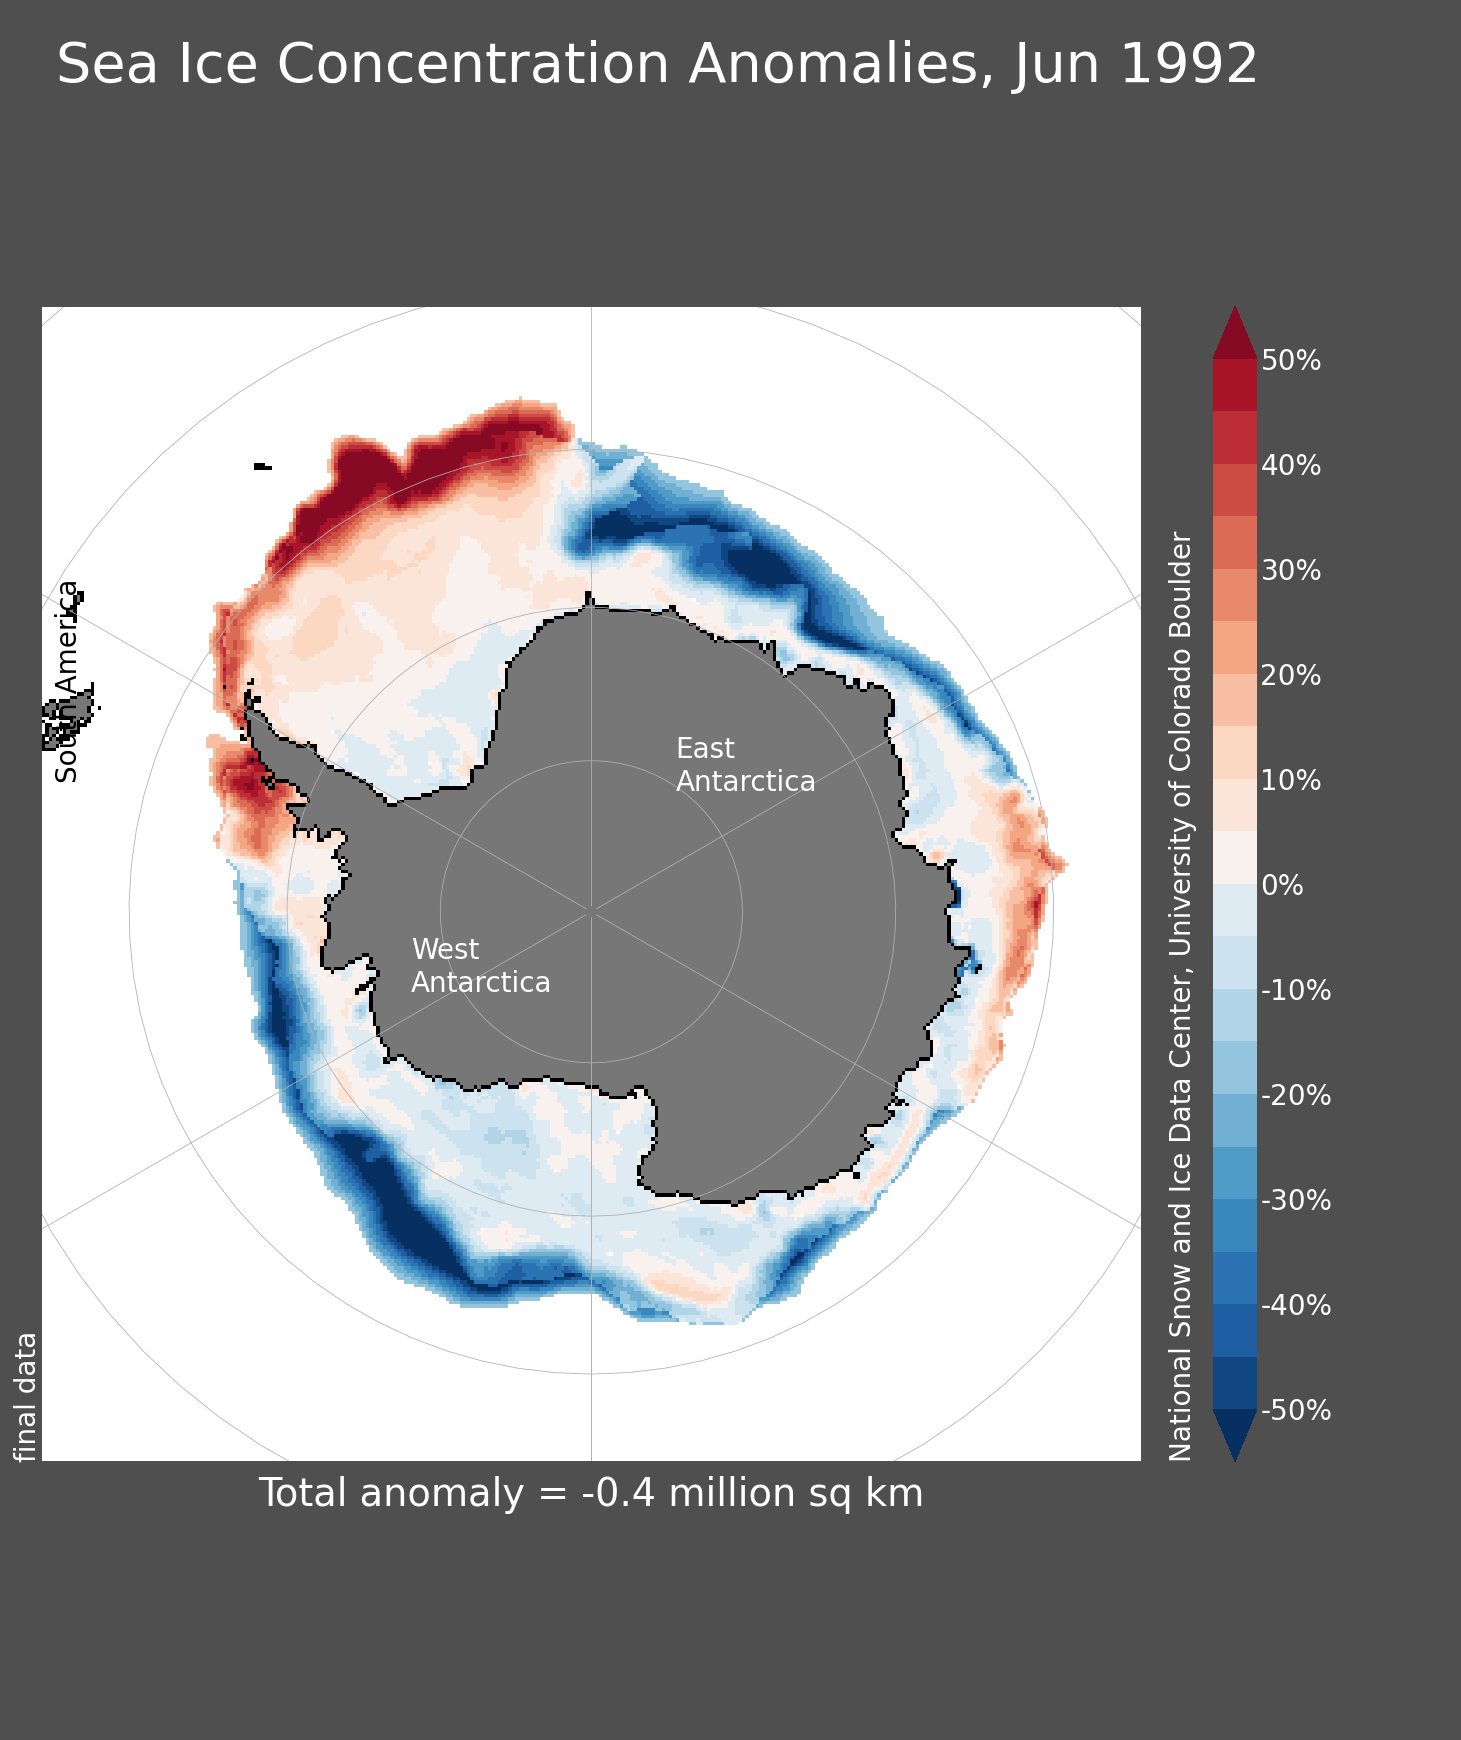 Sea Ice Concentration Anomalies, Jun 1992
South America
East
Antarctica
West
Antarctica
final data
National Snow and Ice Data Center, University of Colorado Boulder
50%
40%
30%
20%
10%
0%
-10%
-20%
-30%
-40%
-50%
Total anomaly = -0.4 million sq km